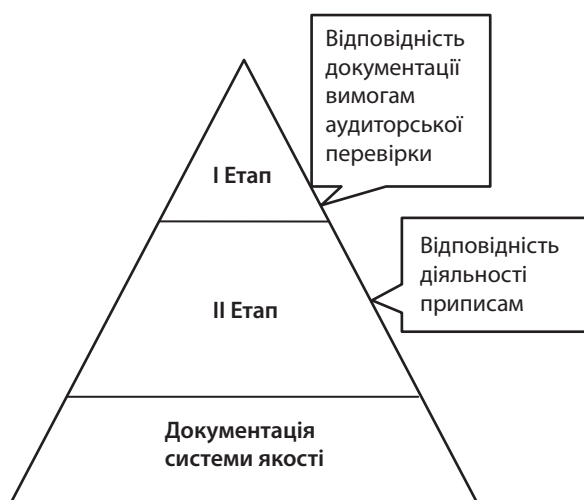 Відповідність
документації
вимогам
аудиторської
перевірки
І Етап
Відповідність
діяльності
приписам
ІІ Етап
Документація
системи якості